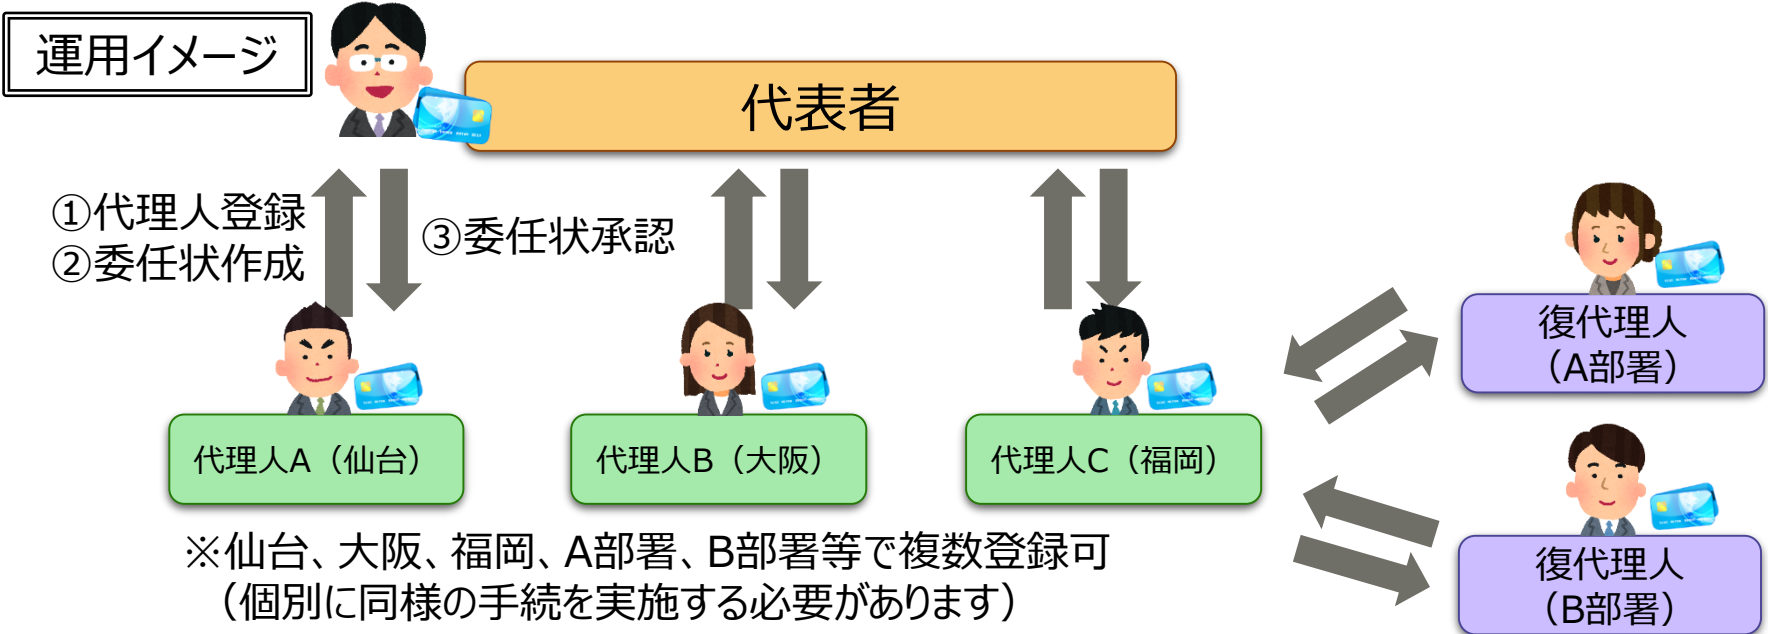 運用イメージ
代表者
①代理人登録
②委任状作成
③委任状承認
復代理人
（A部署）
代理人A（仙台）
代理人B（大阪）
代理人C（福岡）
復代理人
（B部署）
※仙台、大阪、福岡、A部署、B部署等で複数登録可
（個別に同様の手続を実施する必要があります）